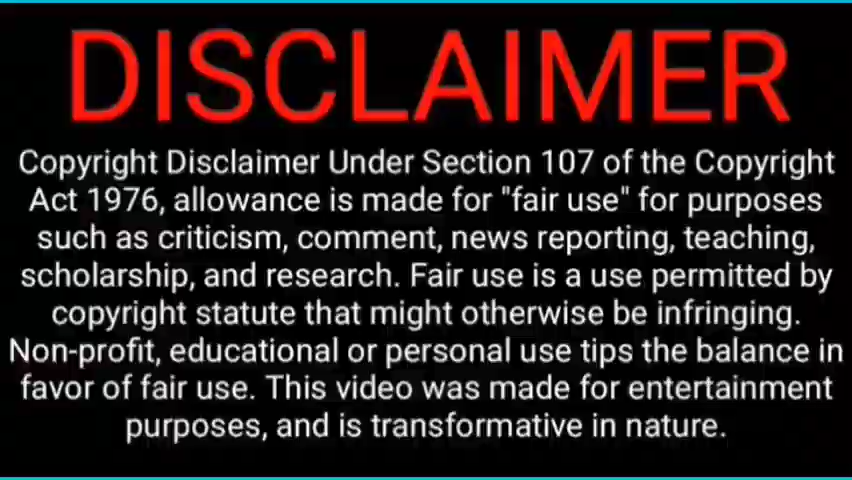 DISCLAIMER
Copyright Disclaimer Under Section 107 of the Copyright
Act 1976, allowance is made for "fair use" for purposes
such as criticism, comment, news reporting, teaching,
scholarship, and research. Fair use is a use permitted by
copyright statute that might otherwise be infringing.
Non-profit, educational or personal use tips the balance in
favor of fair use. This video was made for entertainment
purposes, and is transformative in nature.